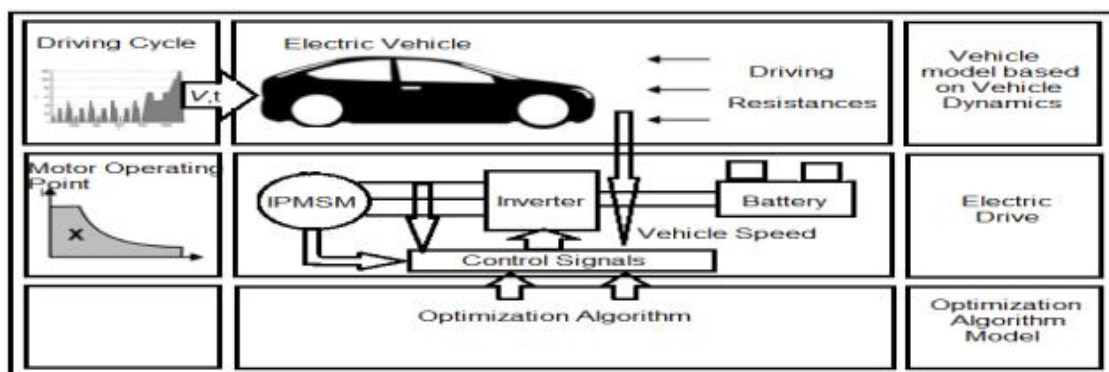 Driving Cycle
V,t
Electric Vehicle
Driving
Resistances
Vehicle
model based
on Vehicle
Dynamics
Motor Operating
Point
x
IPMSM
Inverter
Battery
Vehicle Speed
Control Signals
Electric
Drive
Optimization Algorithm
Optimization
Algorithm
Model